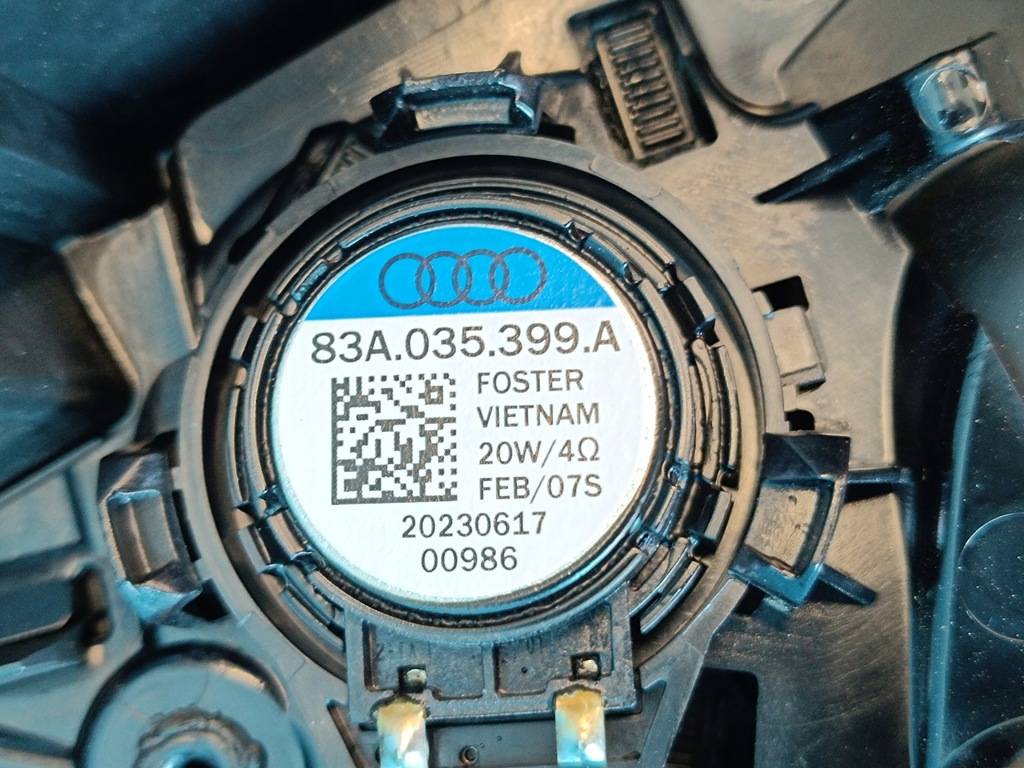 83A.035.399.A
FOSTER
VIETNAM
20W/4Ω
FEB/07S
20230617
00986